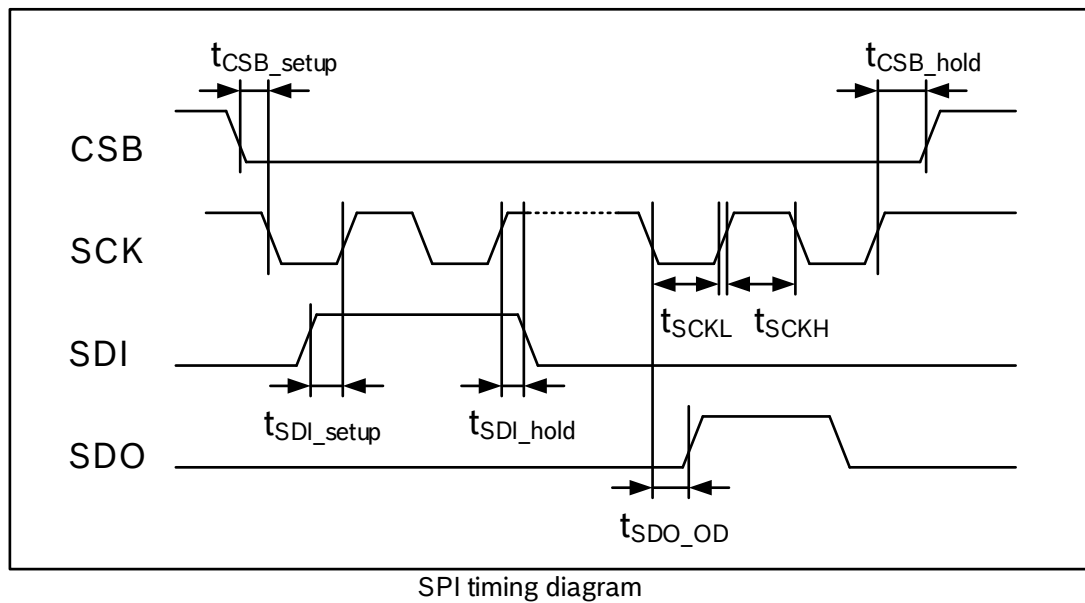 tCSB_setup
tCSB_hold
CSB
SCK
tSCKL
tSCKH
SDI
tSDI_setup
tSDI_hold
SDO
tSDO_OD
SPI timing diagram